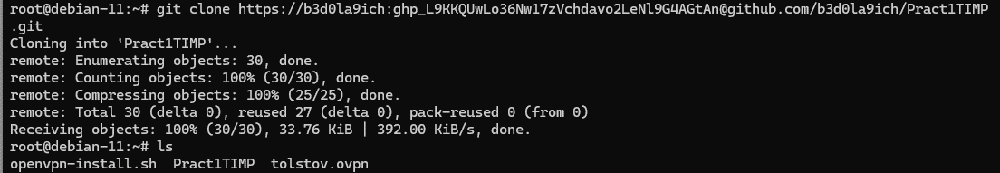 root@debian-11:~# git clone https://b3d0la9ich: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@github.com/b3d0la9ich/Pract1TIMP
.git
Cloning into 'Pract1TIMP'...
remote: Enumerating objects: 30, done.
remote: Counting objects: 100% (30/30), done.
remote: Compressing objects: 100% (25/25), done.
remote: Total 30 (delta 0), reused 27 (delta 0), pack-reused 0 (from 0)
Receiving objects: 100% (30/30), 33.76 KiB | 392.00 KiB/s, done.
root@debian-11:~# ls
openvpn-install.sh  Pract1TIMP  tolstov.ovpn